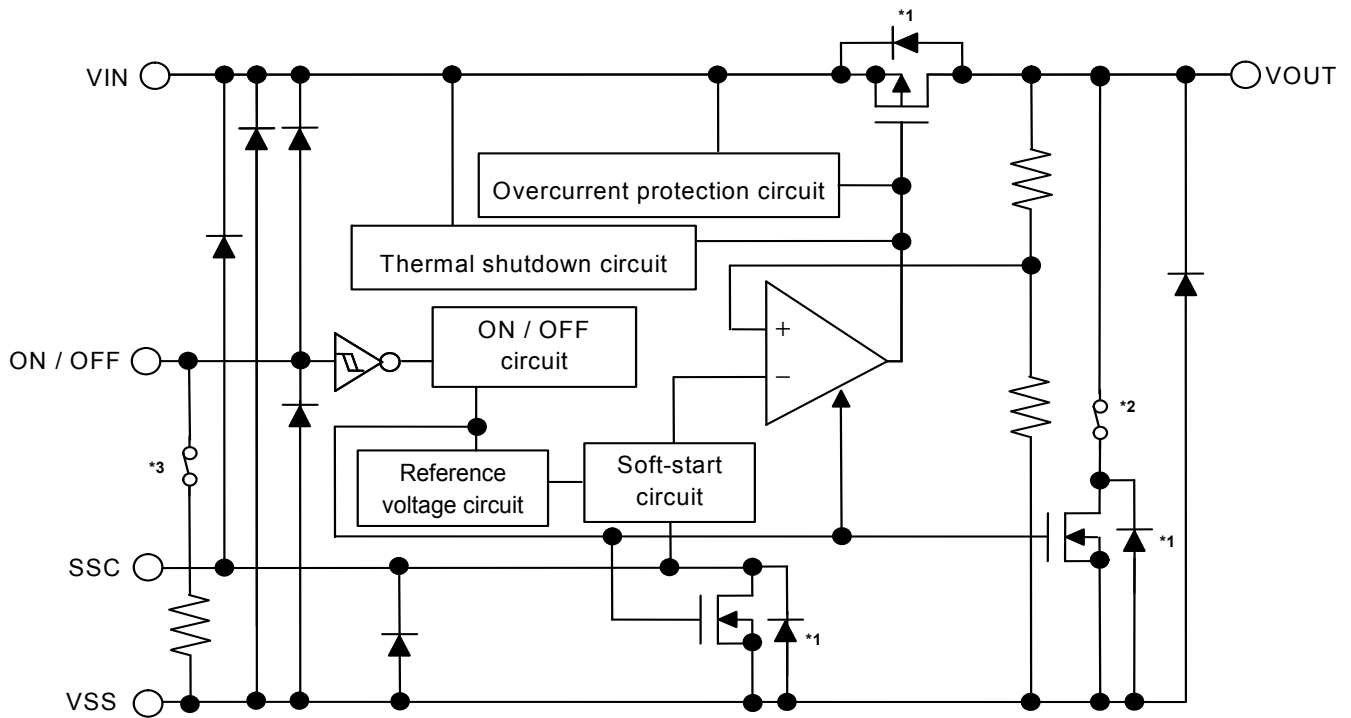 *1
VIN
VOUT
Overcurrent protection circuit
Thermal shutdown circuit
+
−
ON / OFF
ON / OFF
circuit
*2
*3
Reference
voltage circuit
Soft-start
circuit
*1
SSC
*1
VSS